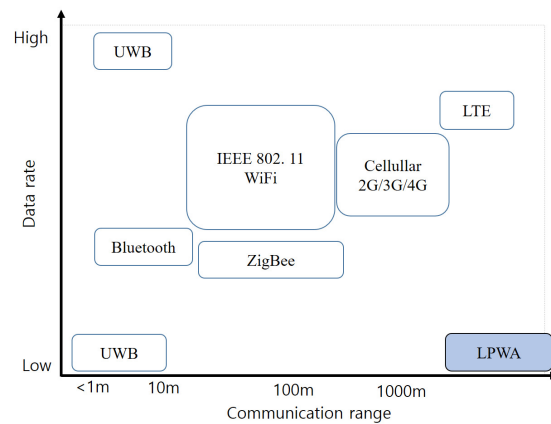 High
UWB
LTE
IEEE 802. 11
WiFi
Cellullar
2G/3G/4G
Data rate
Bluetooth
ZigBee
UWB
LPWA
Low
<1m
10m
100m
1000m
Communication range